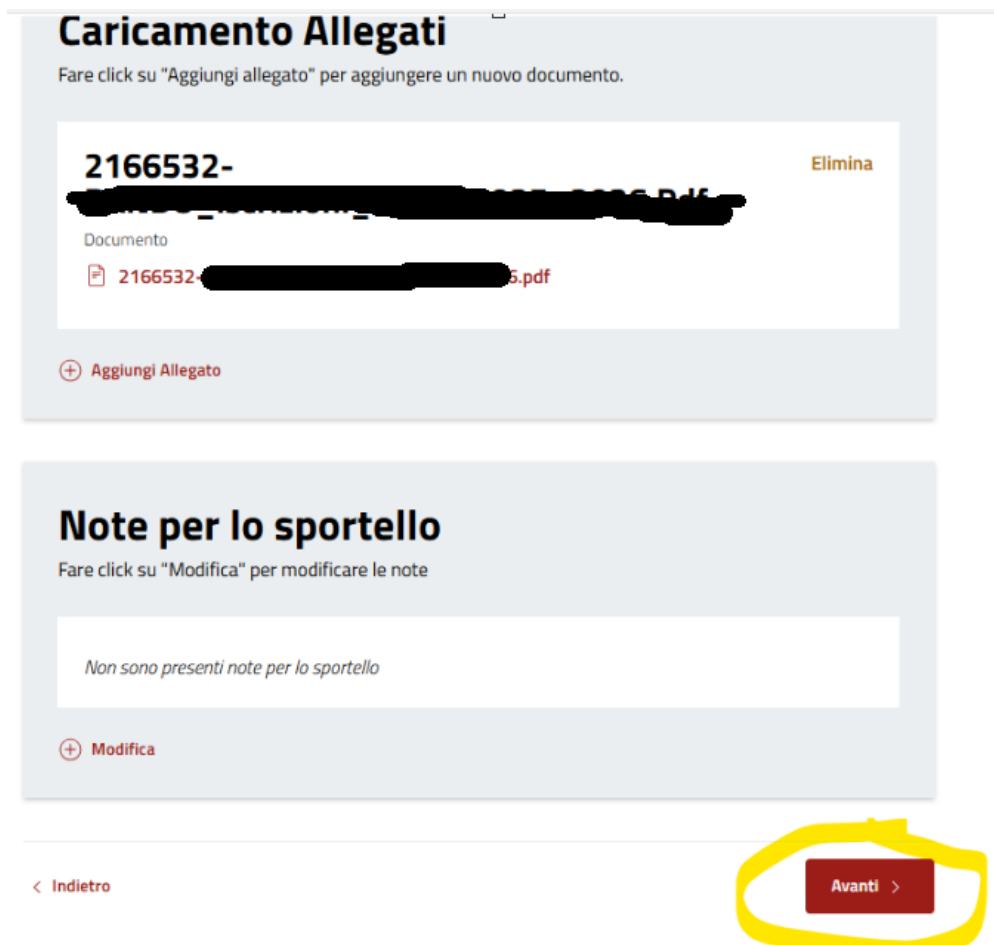 Caricamento Allegati
Fare click su "Aggiungi allegato" per aggiungere un nuovo documento.
2166532-
Elimina
Documento
2166532-
.pdf
Aggiungi Allegato
Note per lo sportello
Fare click su "Modifica" per modificare le note
Non sono presenti note per lo sportello
Modifica
Indietro
Avanti